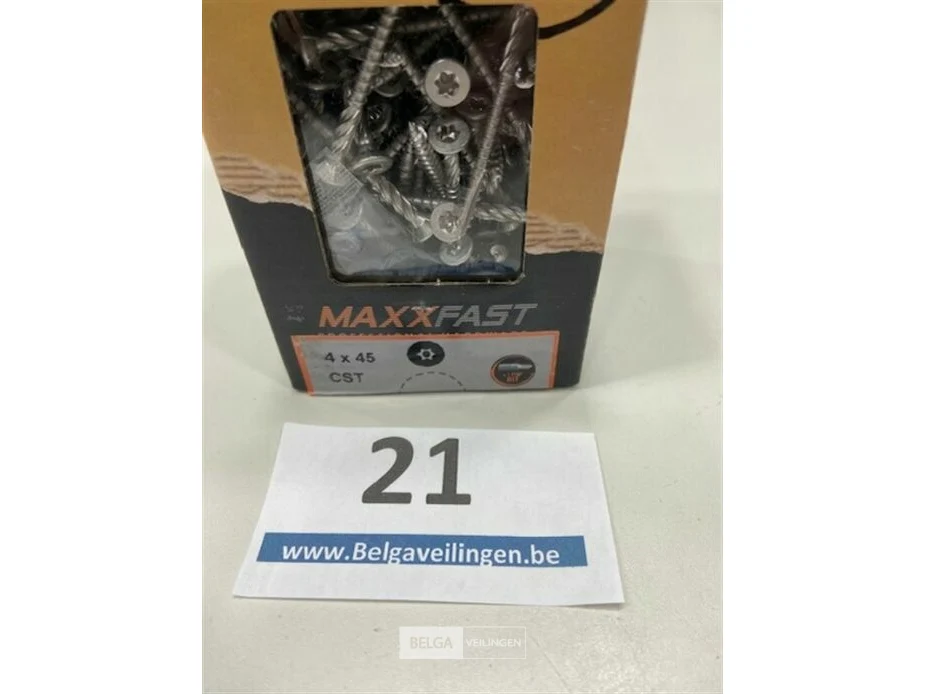 MAXXFAST
4 x 45
CST
21
www.Belgaveilingen.be
BELGA VEILINGEN